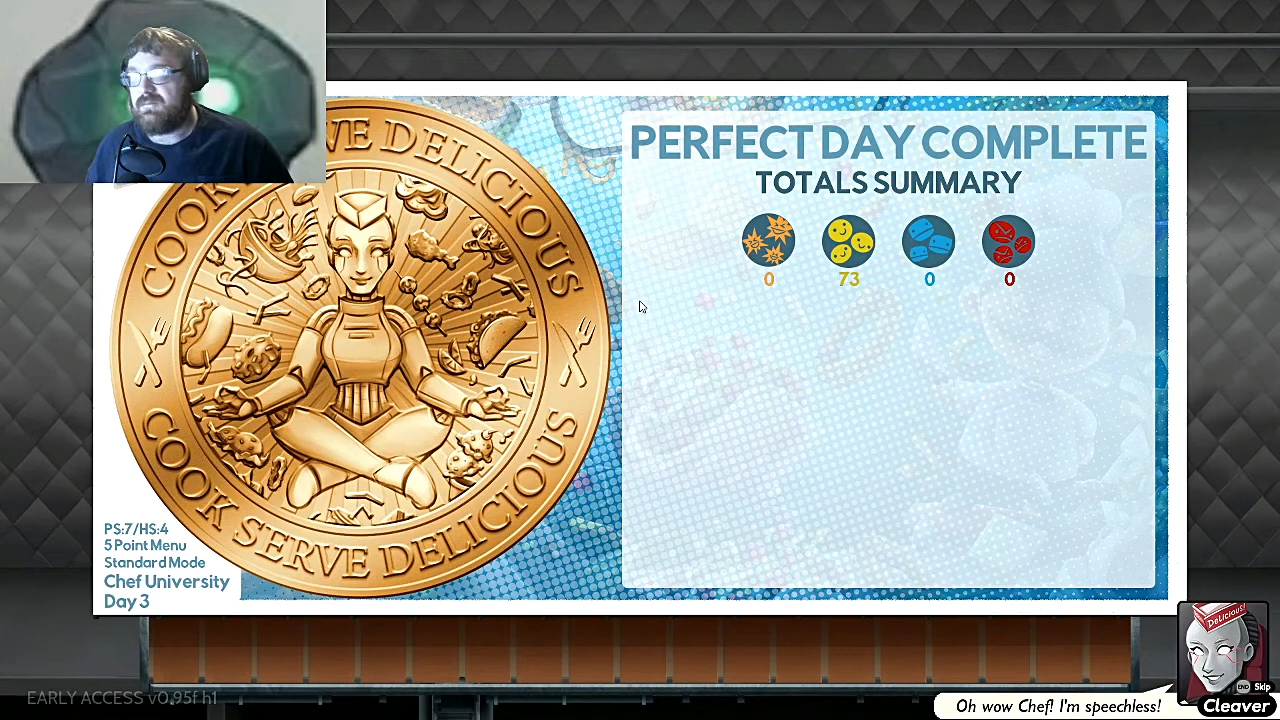 COOK SERVE DELICIOUS
COOK SERVE DELICIOUS
PERFECT DAY COMPLETE
TOTALS SUMMARY
0 73 0 0
PS:7/HS:4
5 Point Menu
Standard Mode
Chef University
Day 3
DELICIOUS!
END Skip
Cleaver
Oh wow Chef! I'm speechless!
EARLY ACCESS v0.95f h1